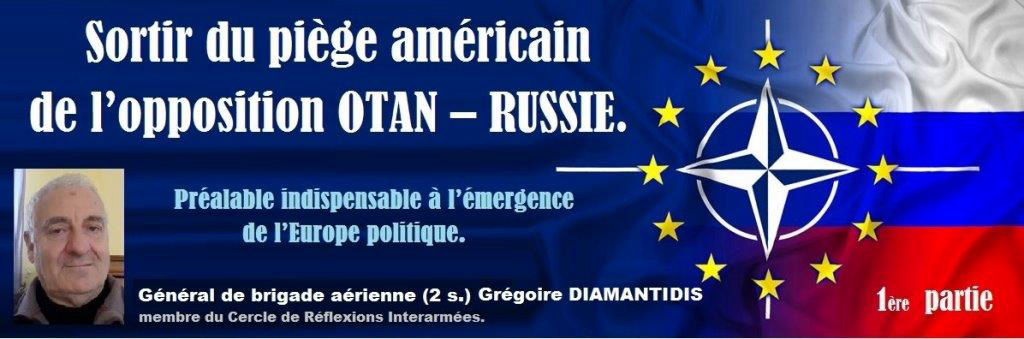 Sortir du piège américain
de l’opposition OTAN – RUSSIE.
Préalable indispensable à l’émergence
de l’Europe politique.
Général de brigade aérienne (2 s.) Grégoire DIAMANTIDIS
membre du Cercle de Réflexions Interarmées.
1ère partie